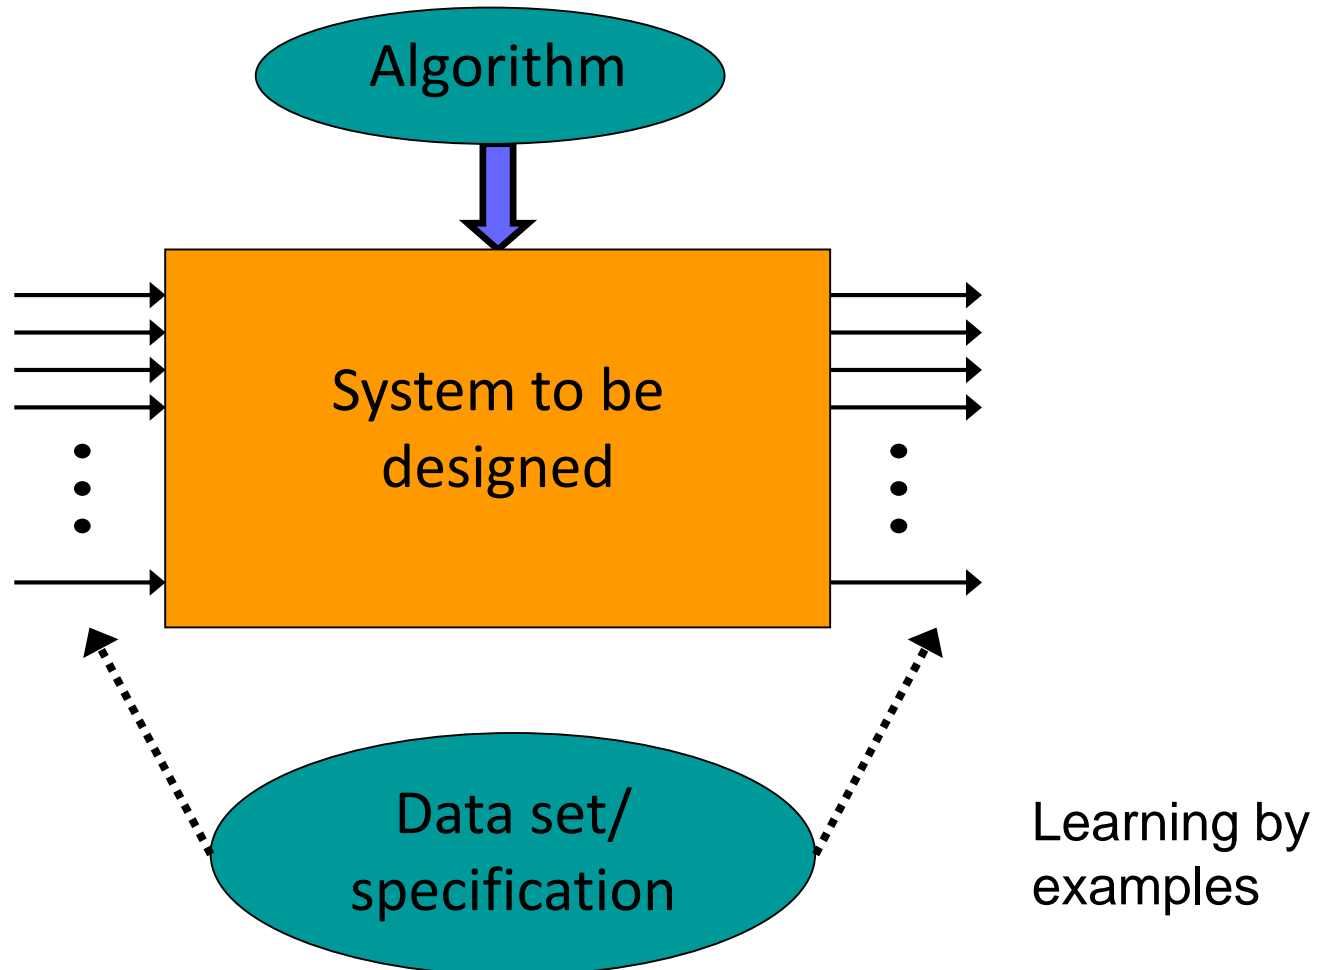 Algorithm
System to be
designed
Data set/
specification
Learning by
examples